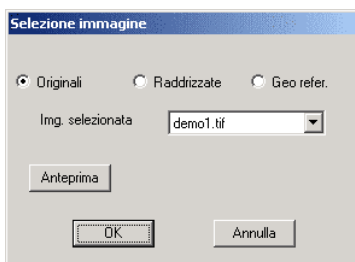 Selezione immagine
Originali Raddrizzate Geo refer.
Img. selezionata demo1.tif
Anteprima
OK Annulla